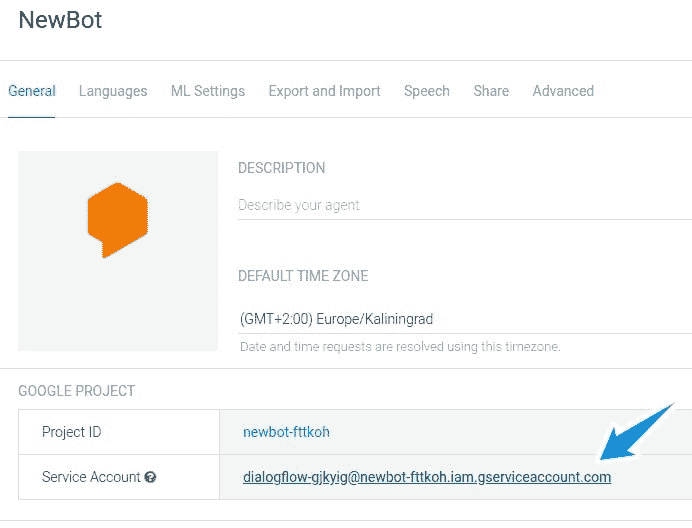 NewBot
General Languages ML Settings Export and Import Speech Share Advanced
DESCRIPTION
Describe your agent
DEFAULT TIME ZONE
(GMT+2:00) Europe/Kaliningrad
Date and time requests are resolved using this timezone.
GOOGLE PROJECT
Project ID newbot-fttkoh
Service Account ? dialogflow-gjkyig@newbot-fttkoh.iam.gserviceaccount.com